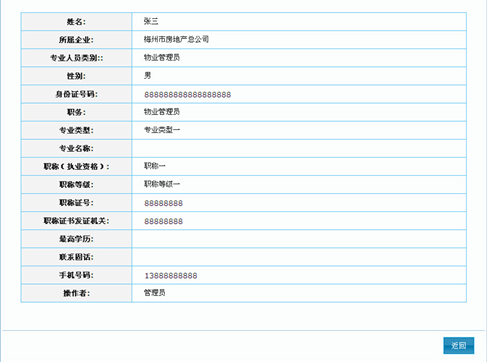 姓名： 张三
所属企业： 梅州市房地产总公司
专业人员类别:： 物业管理员
性别： 男
身份证号码： 888888888888888888
职务： 物业管理员
专业类型： 专业类型一
专业名称：
职称（执业资格）： 职称一
职称等级： 职称等级一
职称证号： 88888888
职称证书发证机关： 88888888
最高学历：
联系固话：
手机号码： 13888888888
操作者： 管理员
返回